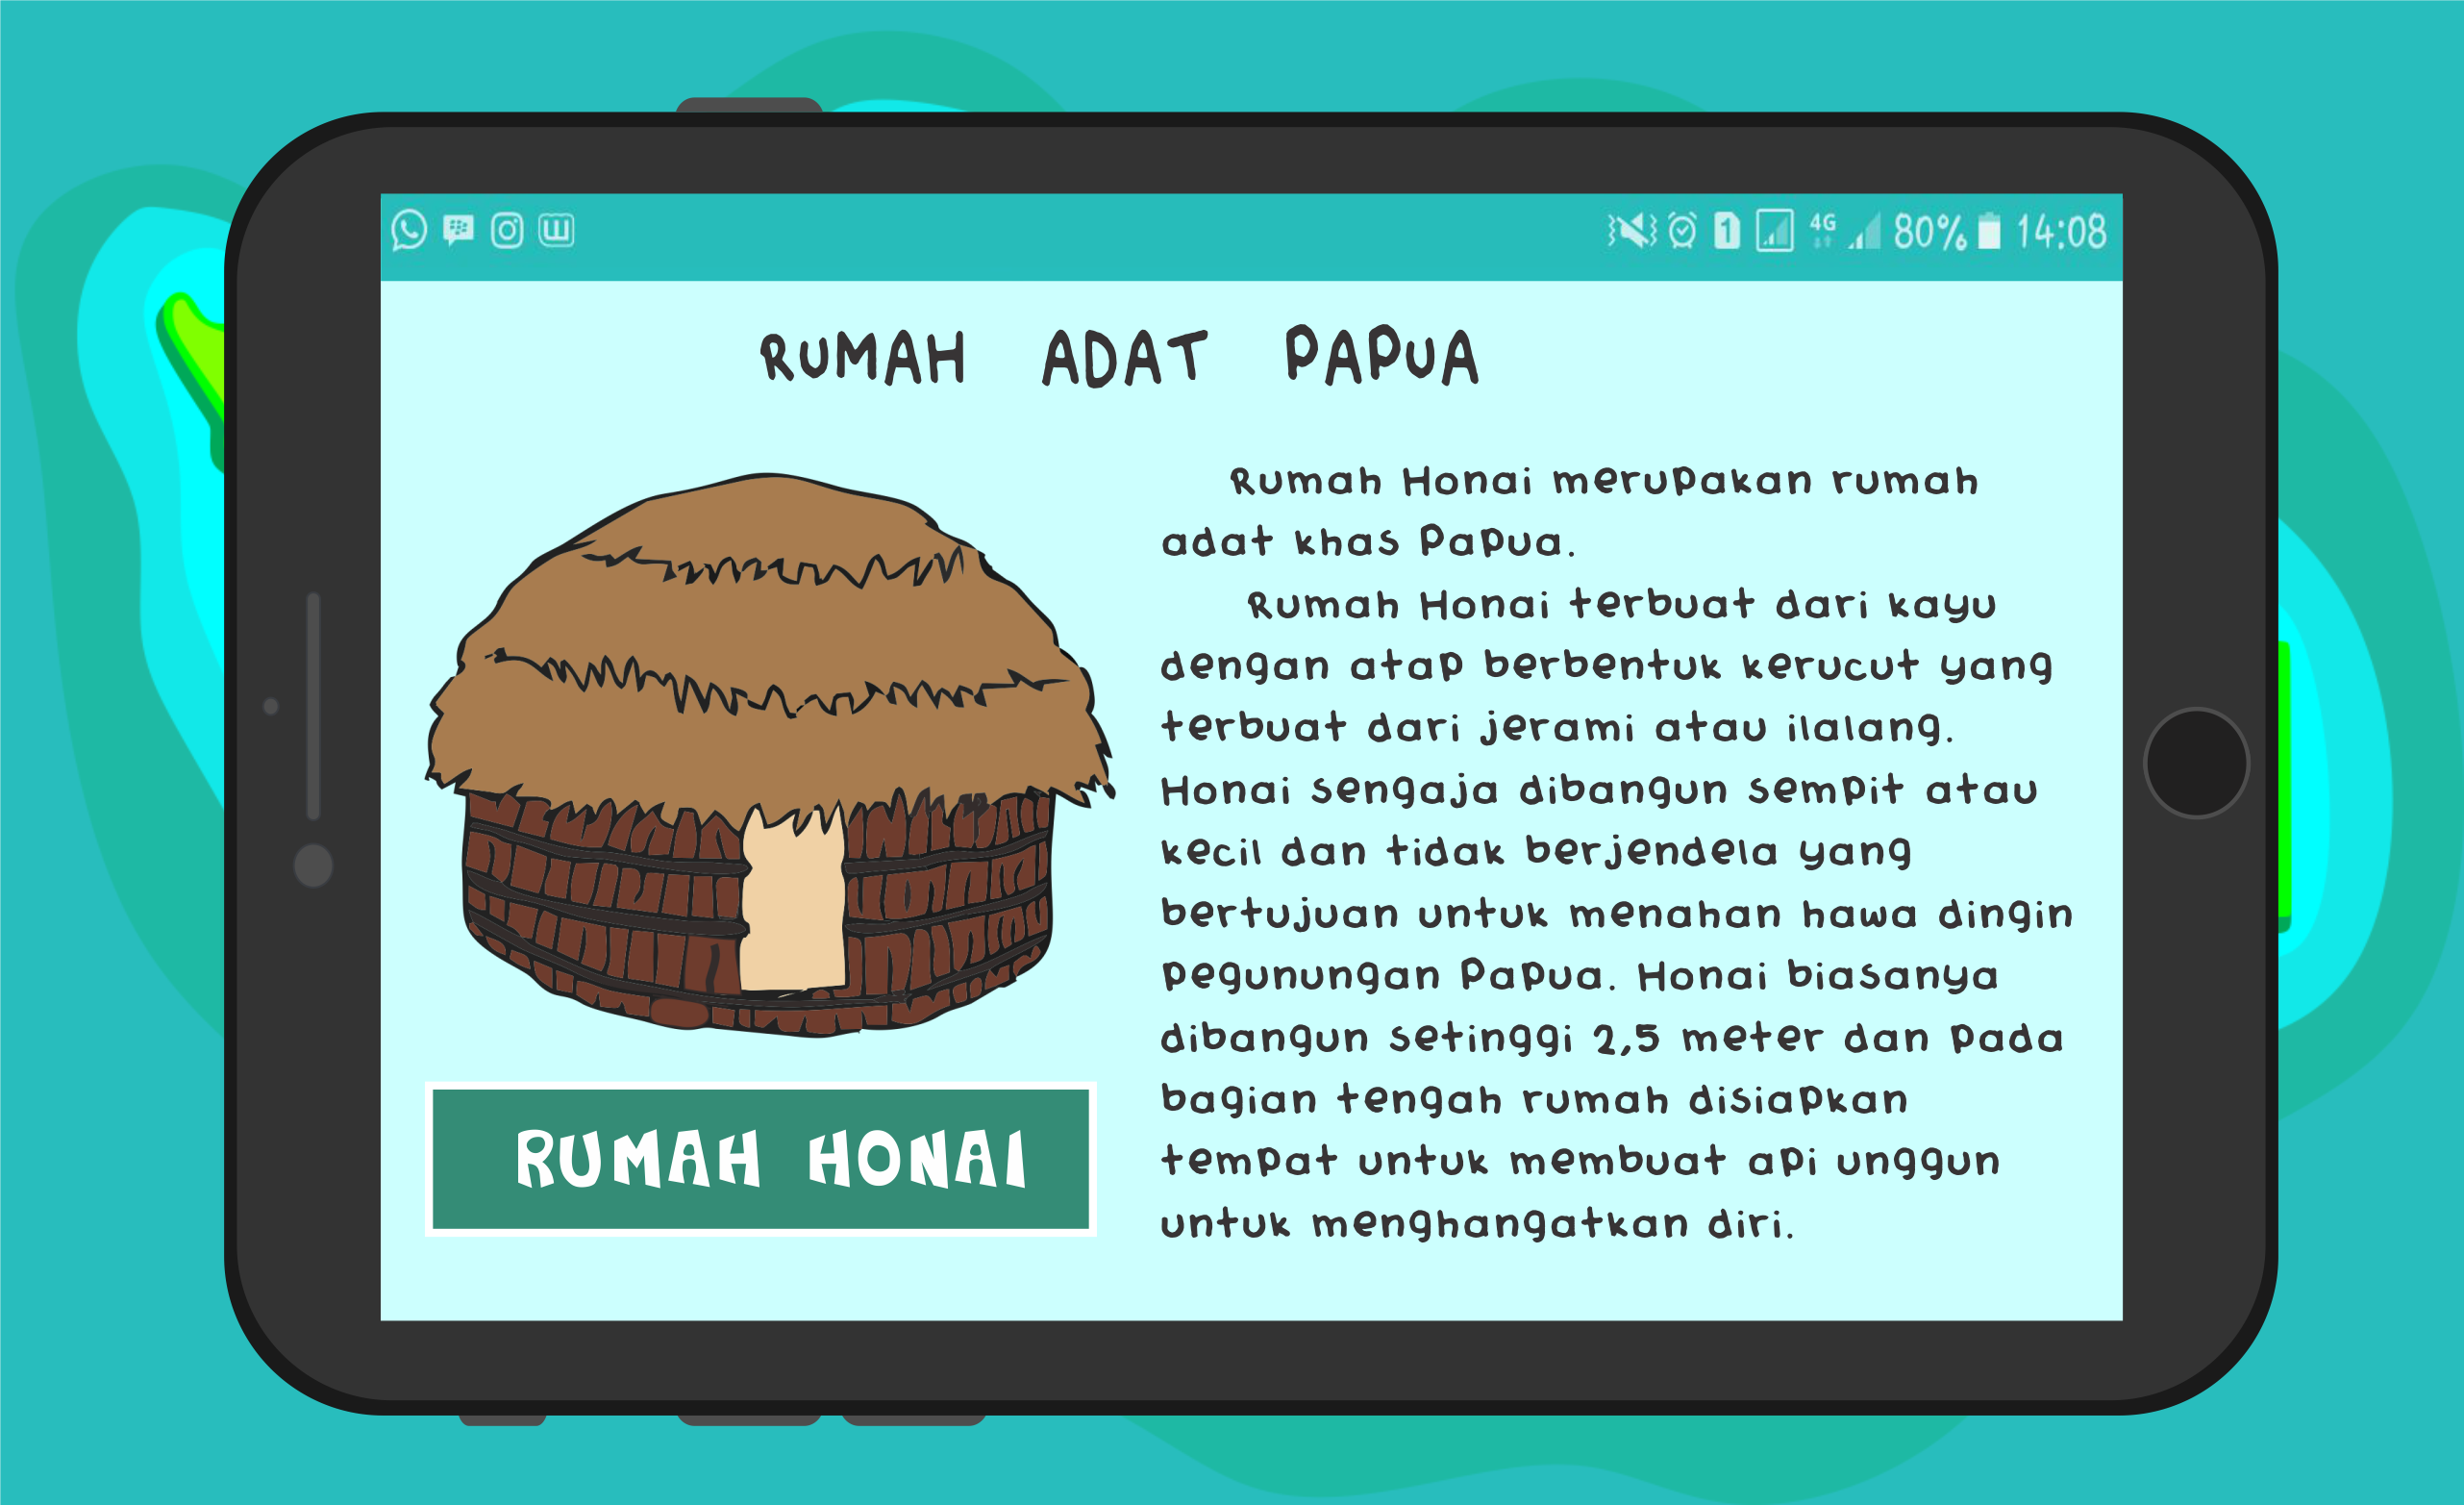 1 4G 80% 14:08
RUMAH ADAT PAPUA
Rumah Honai merupakan rumah
adat khas Papua.
Rumah Honai terbuat dari kayu
dengan atap berbentuk kerucut yang
terbuat dari jerami atau ilalang.
Honai sengaja dibangun sempit atau
kecil dan tidak berjendela yang
bertujuan untuk menahan hawa dingin
pegunungan Papua. Honai biasanya
dibangun setinggi 2,5 meter dan pada
bagian tengah rumah disiapkan
tempat untuk membuat api unggun
untuk menghangatkan diri.
RUMAH HONAI